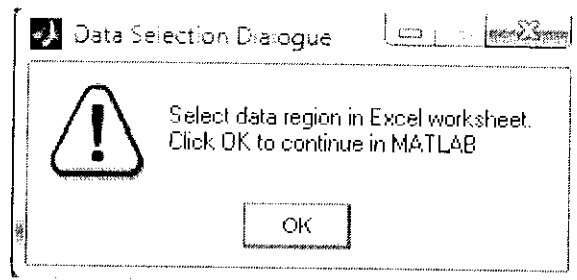 Data Selection Dialogue
Select data region in Excel worksheet.
Click OK to continue in MATLAB
OK